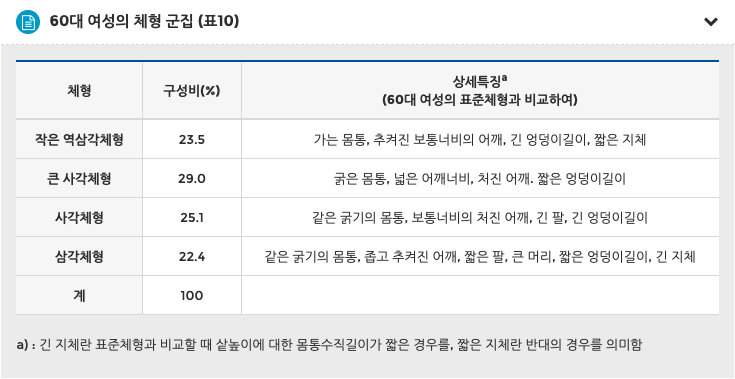 60대 여성의 체형 군집 (표10)
체형 구성비(%) 상세특징a
(60대 여성의 표준체형과 비교하여)
작은 역삼각체형 23.5 가는 몸통, 추켜진 보통너비의 어깨, 긴 엉덩이길이, 짧은 지체
큰 사각체형 29.0 굵은 몸통, 넓은 어깨너비, 처진 어깨. 짧은 엉덩이길이
사각체형 25.1 같은 굵기의 몸통, 보통너비의 처진 어깨, 긴 팔, 긴 엉덩이길이
삼각체형 22.4 같은 굵기의 몸통, 좁고 추켜진 어깨, 짧은 팔, 큰 머리, 짧은 엉덩이길이, 긴 지체
계 100
a) : 긴 지체란 표준체형과 비교할 때 샅높이에 대한 몸통수직길이가 짧은 경우를, 짧은 지체란 반대의 경우를 의미함